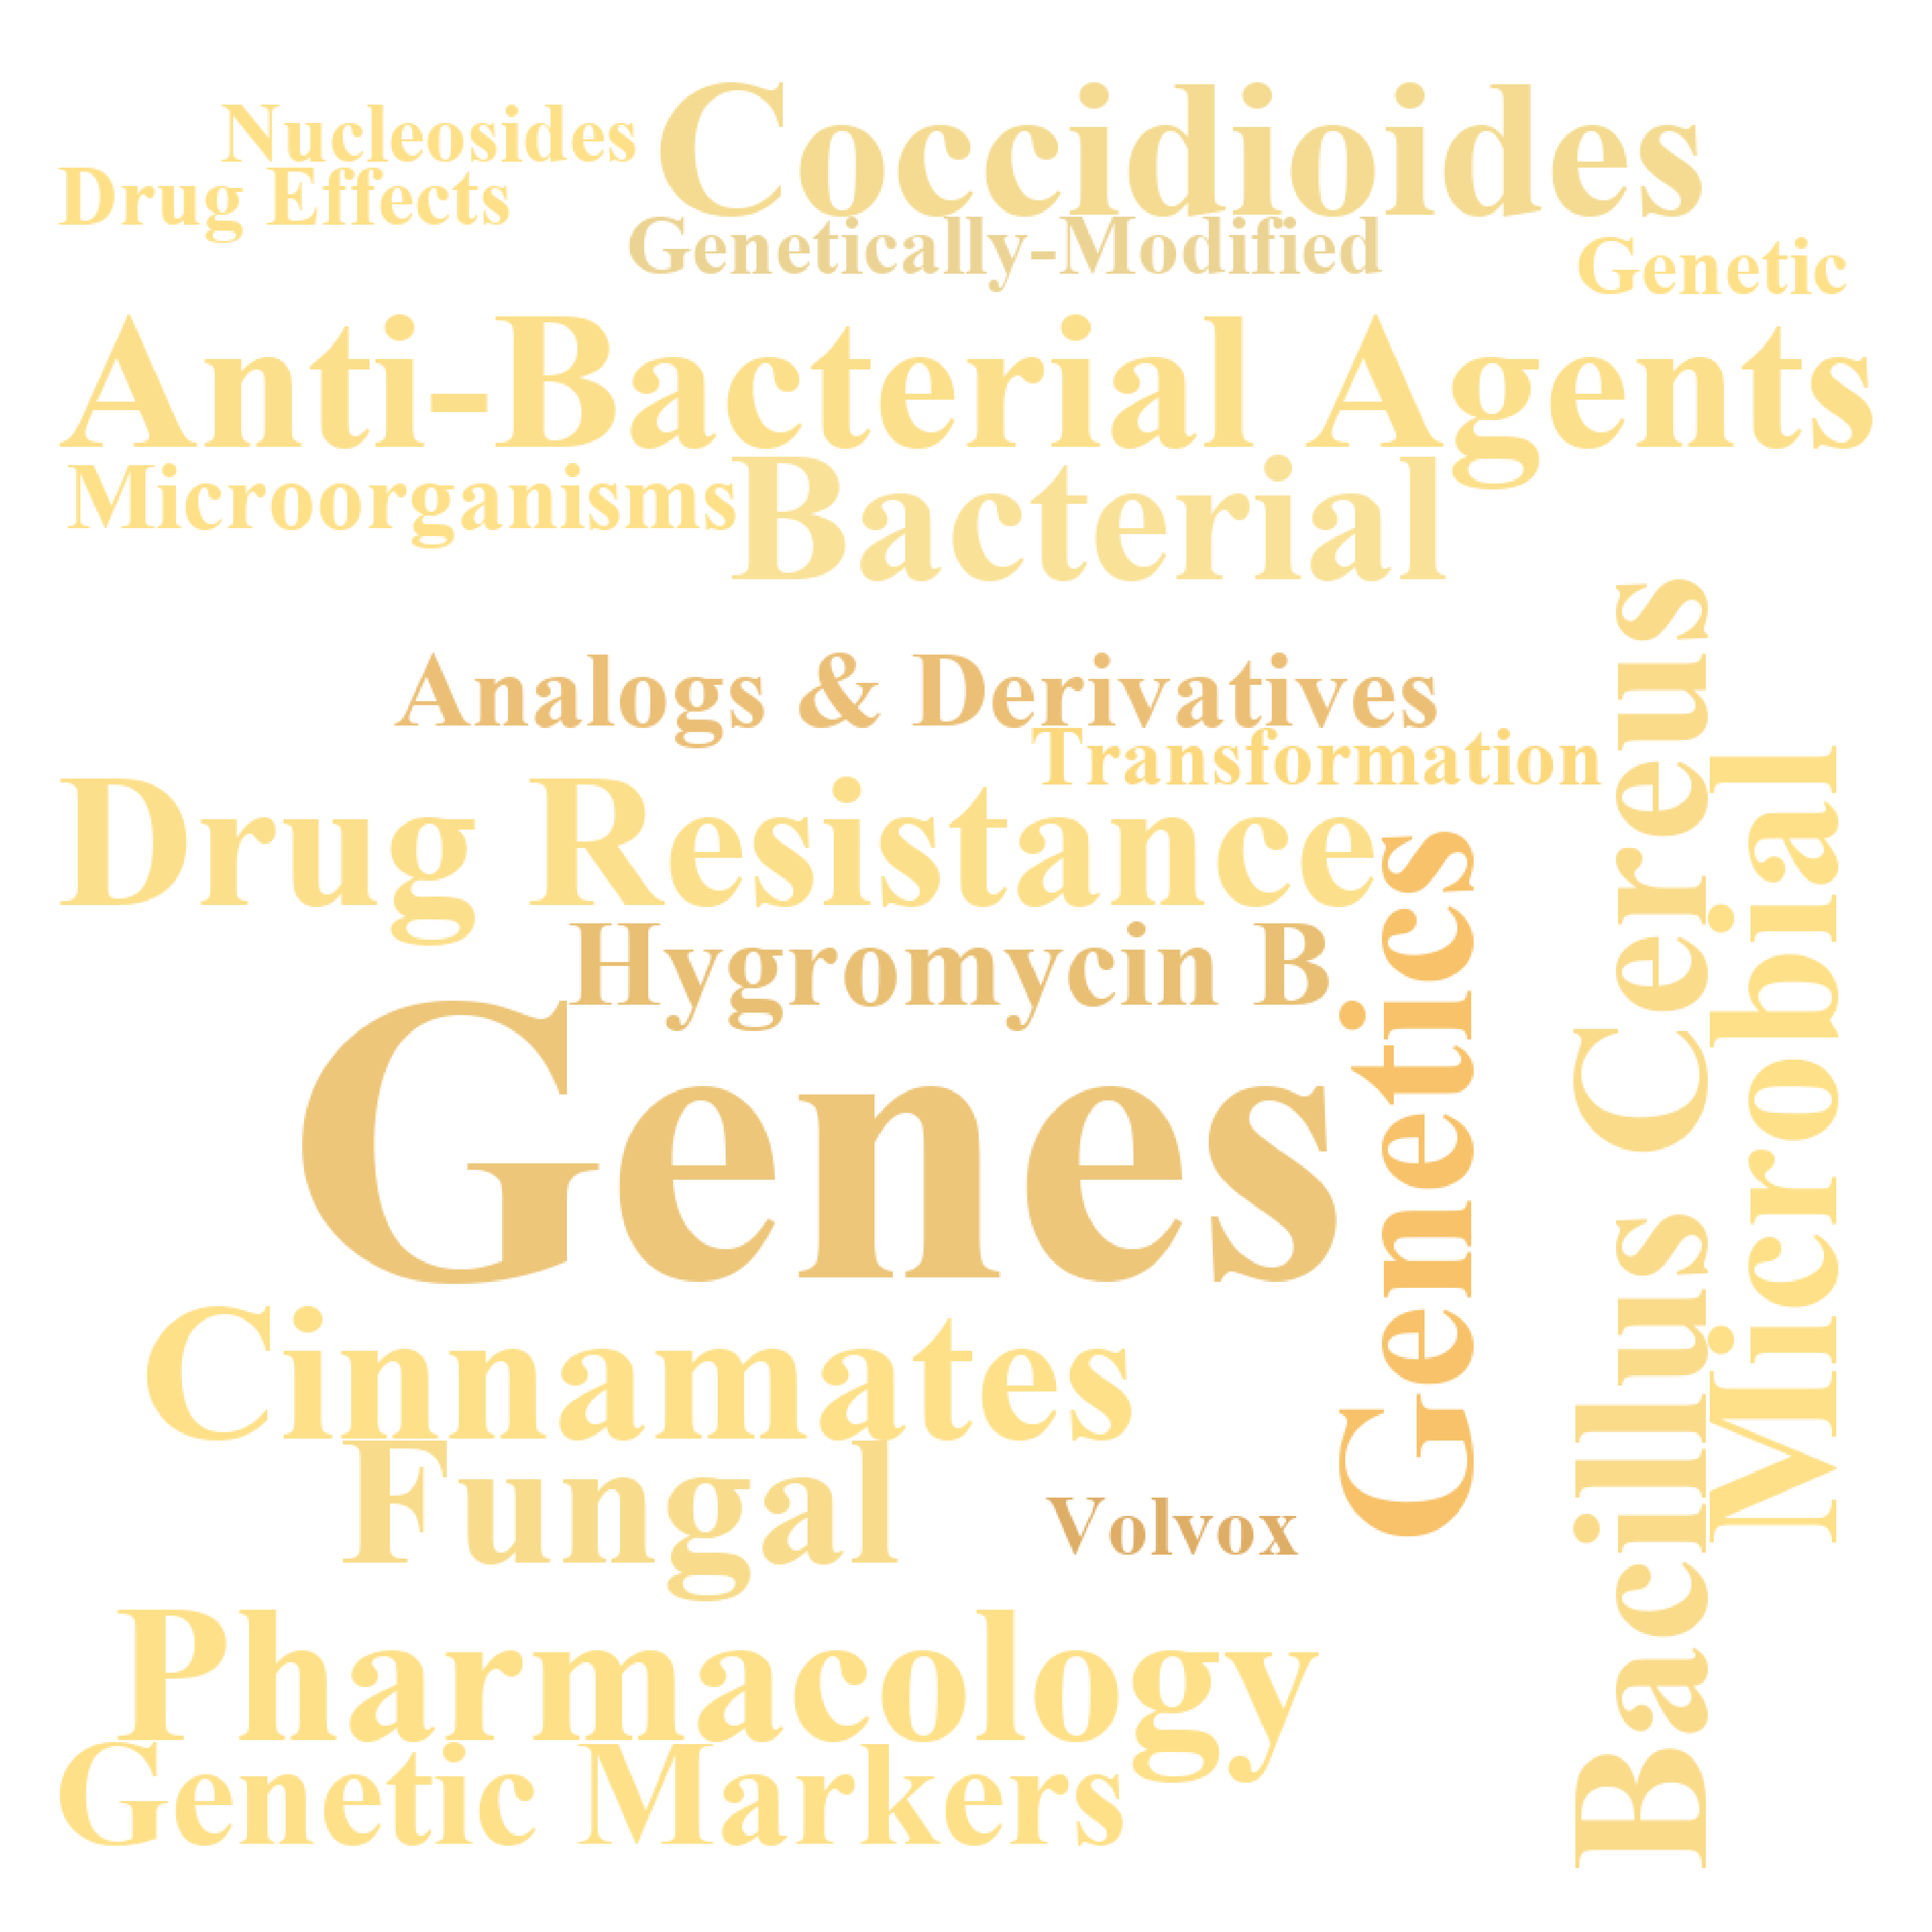 Nucleosides
Coccidioides
Drug Effects
Genetically-Modified
Genetic
Anti-Bacterial Agents
Microorganisms
Bacterial
Analogs & Derivatives
Transformation
Drug Resistance
Hygromycin B
Genes
Genetics
Bacillus Cereus
Microbial
Cinnamates
Fungal
Volvox
Pharmacology
Genetic Markers